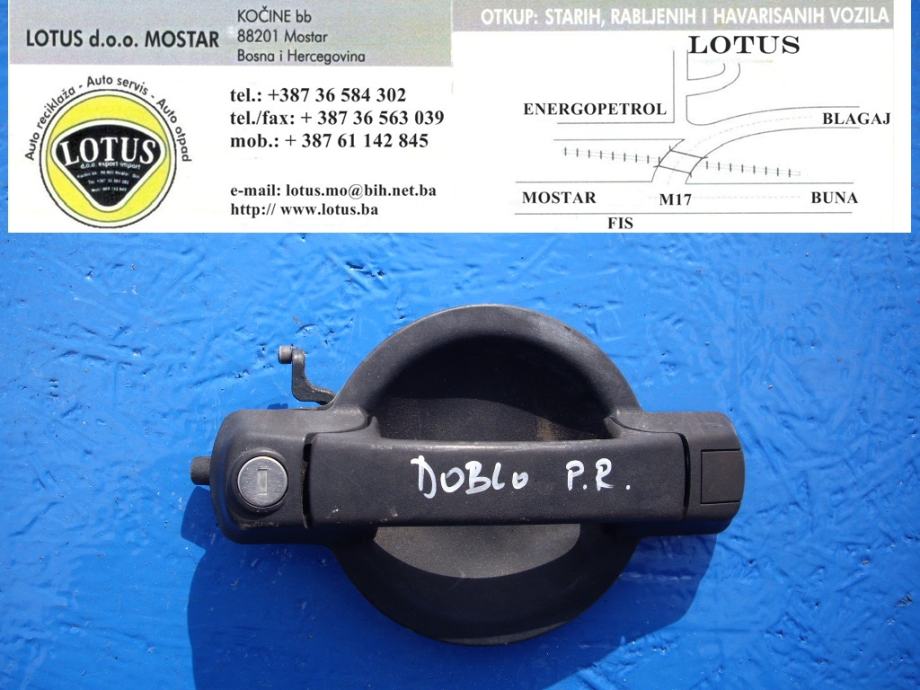 LOTUS d.o.o. MOSTAR
KOČINE bb
88201 Mostar
Bosna i Hercegovina
Auto reciklaža - Auto servis - Auto otpad
LOTUS
d.o.o. export-import
tel.: +387 36 584 302
tel./fax: + 387 36 563 039
mob.: + 387 61 142 845
e-mail: lotus.mo@bih.net.ba
http// www.lotus.ba
OTKUP: STARIH, RABLJENIH I HAVARISANIH VOZILA
LOTUS
ENERGOPETROL
BLAGAJ
MOSTAR
M17
BUNA
FIS
DOBLO P.R.